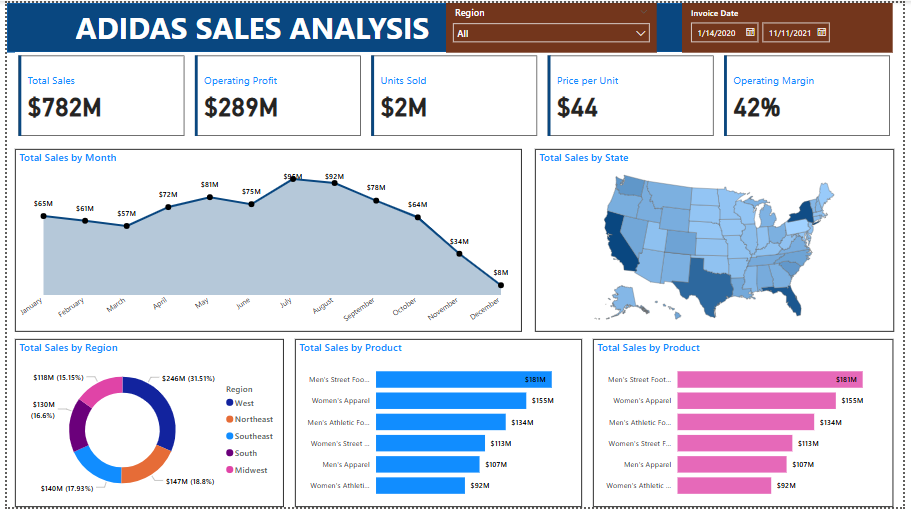 ADIDAS SALES ANALYSIS
Region
All
Invoice Date
1/14/2020
11/11/2021
Total Sales
$782M
Operating Profit
$289M
Units Sold
$2M
Price per Unit
$44
Operating Margin
42%
Total Sales by Month
$65M
$61M
$57M
$72M
$81M
$75M
$95M
$92M
$78M
$64M
$34M
$8M
January
February
March
April
May
June
July
August
September
October
November
December
Total Sales by State
Total Sales by Region
$118M (15.15%)
$246M (31.51%)
$130M
(16.6%)
$140M (17.93%)
$147M (18.8%)
Region
West
Northeast
Southeast
South
Midwest
Total Sales by Product
Men's Street Foo... $181M
Women's Apparel $155M
Men's Athletic Fo... $134M
Women's Street ... $113M
Men's Apparel $107M
Women's Athleti... $92M
Total Sales by Product
Men's Street Foot... $181M
Women's Apparel $155M
Men's Athletic Fo... $134M
Women's Street F... $113M
Men's Apparel $107M
Women's Athletic ... $92M